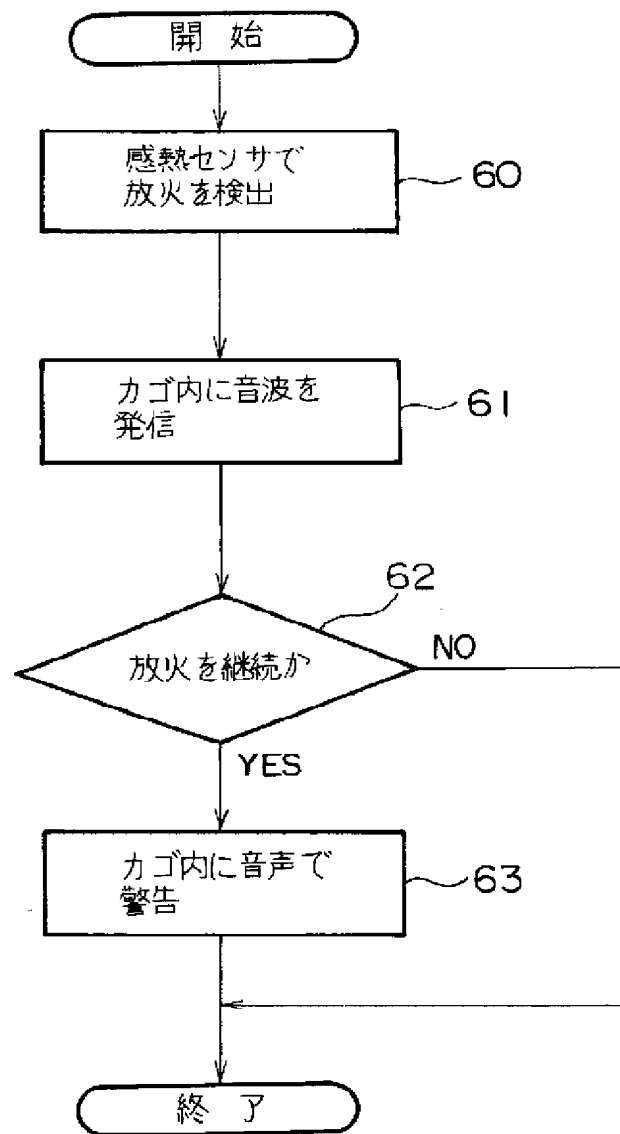 開始
感熱センサで
放火を検出
60
カゴ内に音波を
発信
61
62
放火を継続か
NO
YES
カゴ内に音声で
警告
63
終了